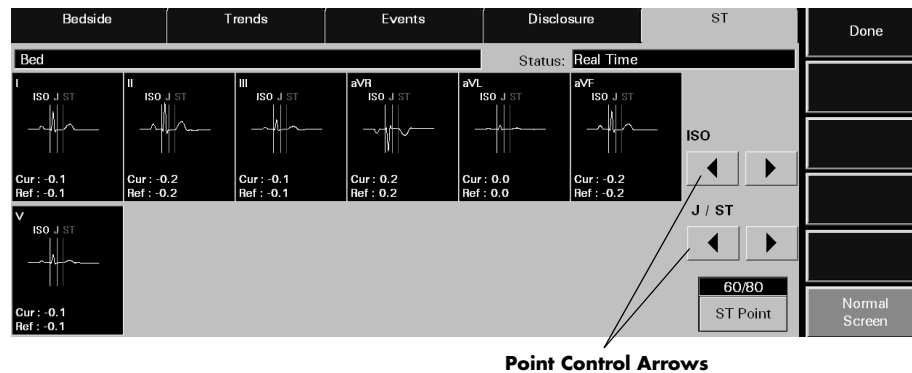 Bedside Trends Events Disclosure ST Done
Bed Status: Real Time
I II III aVR aVL aVF
ISO J ST ISO J ST ISO J ST ISO J ST ISO J ST ISO J ST
ISO
Cur : -0.1 Cur : -0.2 Cur : -0.1 Cur : 0.2 Cur : 0.0 Cur : -0.2
Ref : -0.1 Ref : -0.2 Ref : -0.1 Ref : 0.2 Ref : 0.0 Ref : -0.2
J / ST
V
ISO J ST
60/80
ST Point
Cur : -0.1
Ref : -0.1
Normal
Screen
Point Control Arrows